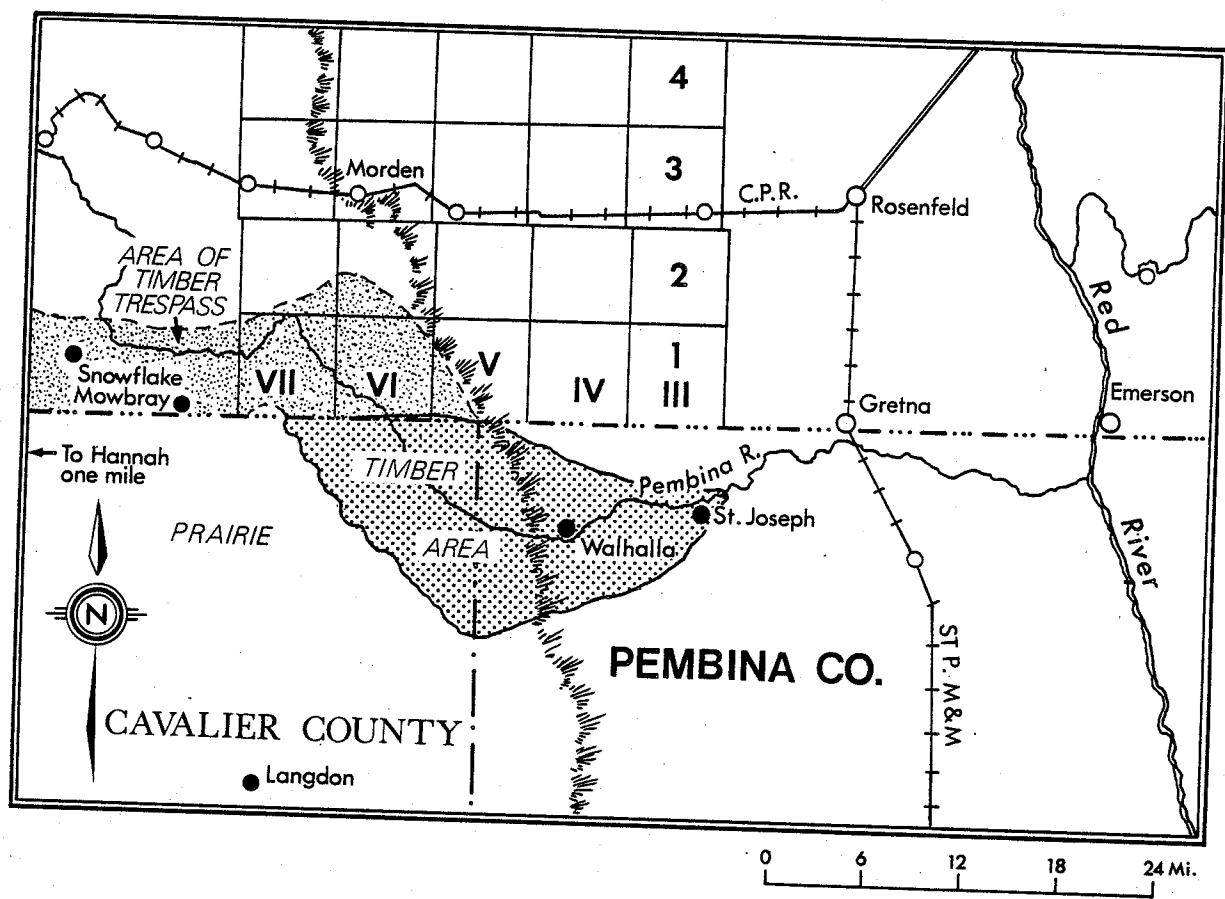 4
Morden
3
C.P.R.
Rosenfeld
AREA OF
TIMBER
TRESPASS
2
Red
Snowflake
Mowbray
VII
VI
V
IV
1
III
Gretna
Emerson
To Hannah
one mile
TIMBER
Pembina R.
St. Joseph
PRAIRIE
AREA
Walhalla
River
N
ST P. M&M
PEMBINA CO.
CAVALIER COUNTY
Langdon
0 6 12 18 24 Mi.